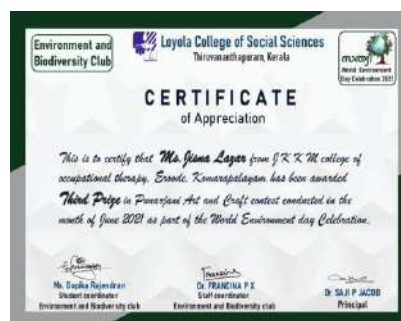 Environment and
Biodiversity Club
Loyola College of Social Sciences
Thiruvananthapuram, Kerala
World Environment
Day Celebration 2021
CERTIFICATE
of Appreciation
This is to certify that Ms. Jisma Lazar from J K K M college of
occupational therapy, Erode, Komarapalayam has been awarded
Third Prize in Punarjani Art and Craft contest conducted in the
month of June 2021 as part of the World Environment day Celebration.
Ms. Gopika Rajendran
Student coordinator
Environment and Biodiversity club
Dr. FRANCINA P X
Staff coordinator
Environment and Biodiversity club
Dr. SAJI P JACOB
Principal